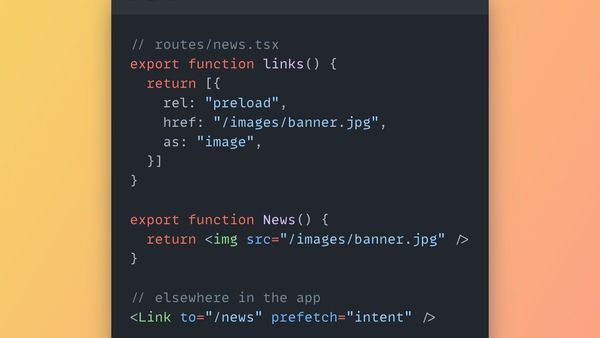 // routes/news.tsx
export function links() {
  return [{
    rel: "preload",
    href: "/images/banner.jpg",
    as: "image",
  }]
}

export function News() {
  return <img src="/images/banner.jpg" />
}

// elsewhere in the app
<Link to="/news" prefetch="intent" />